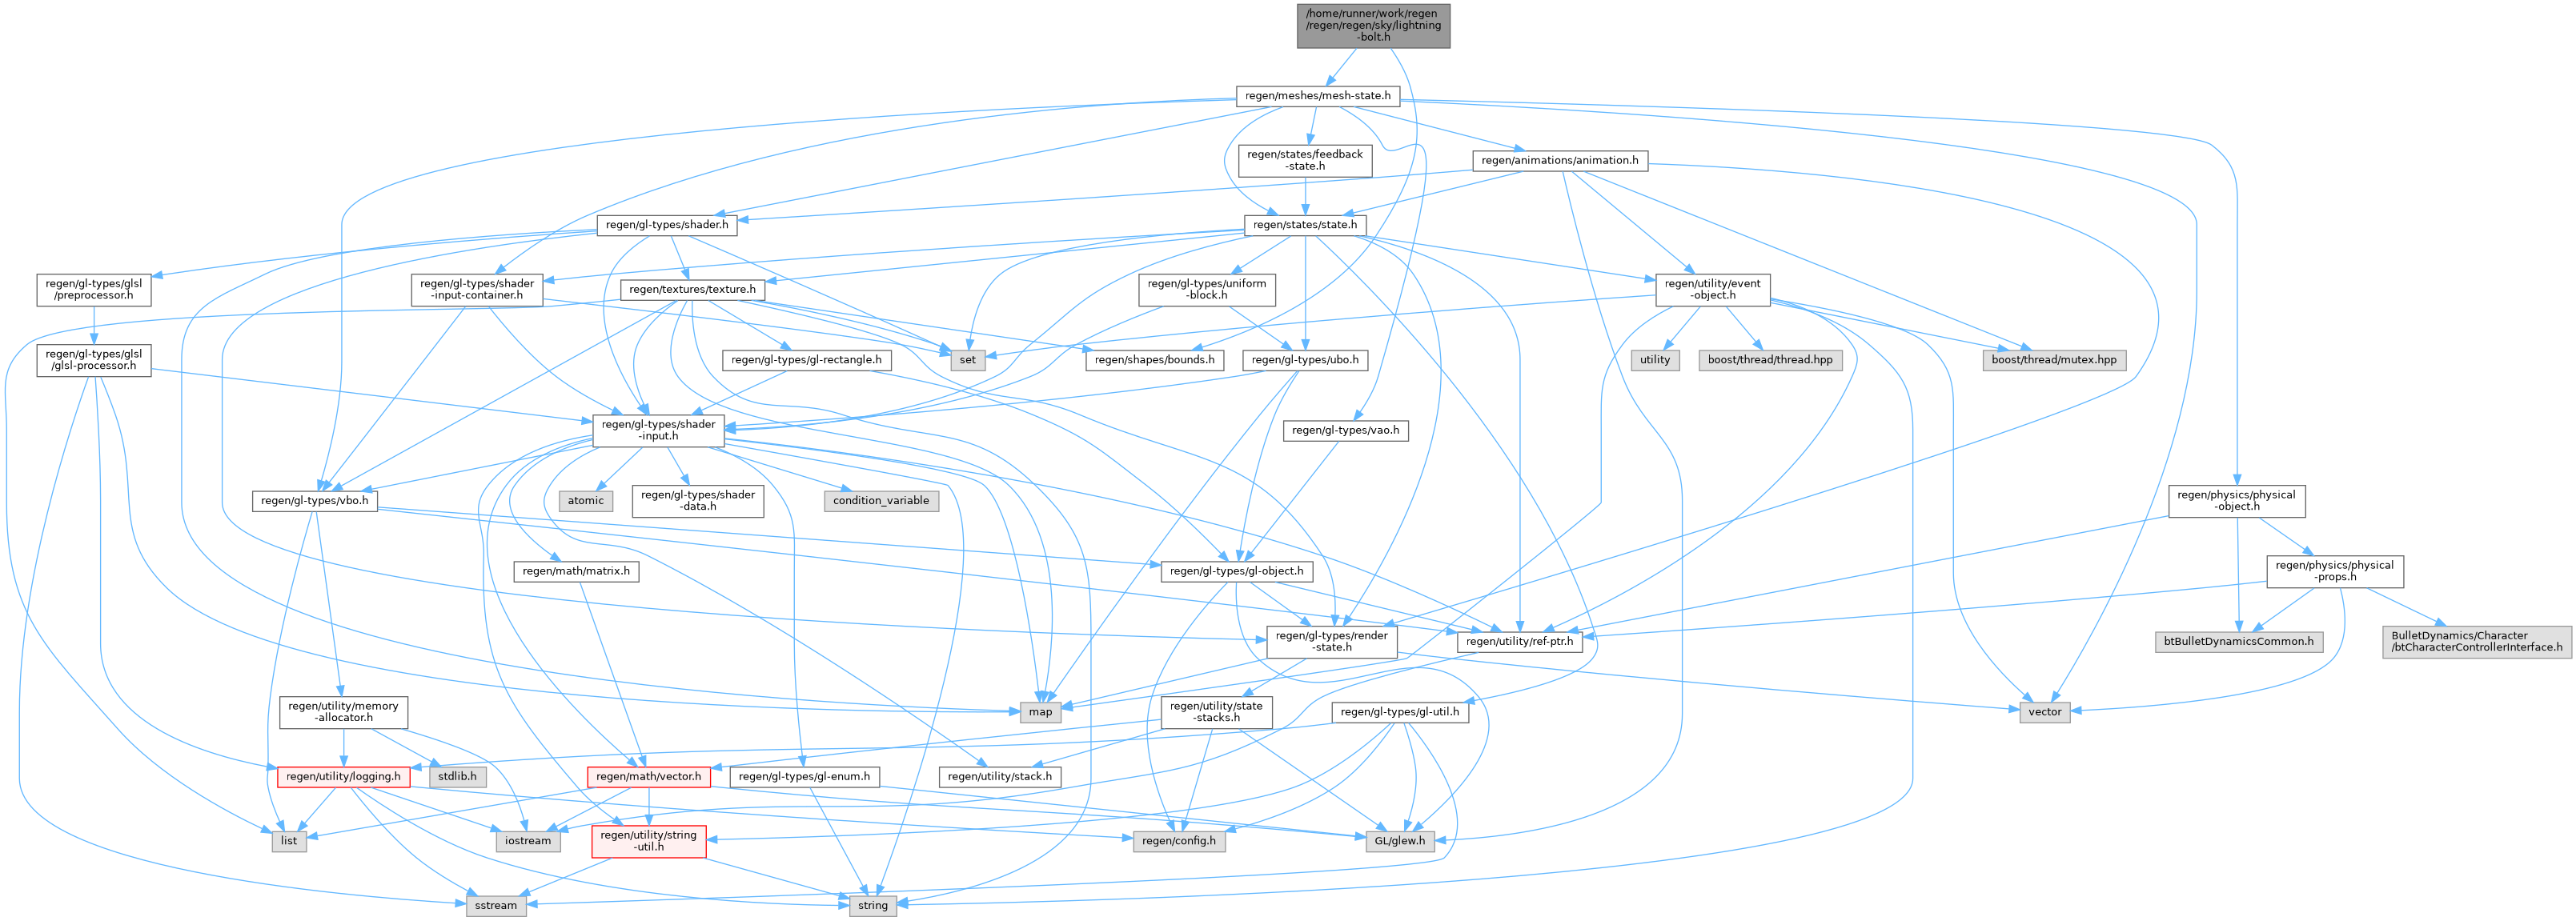 /home/runner/work/regen
/regen/regen/sky/lightning
-bolt.h
regen/meshes/mesh-state.h
regen/states/feedback
-state.h
regen/animations/animation.h
regen/gl-types/shader.h
regen/states/state.h
regen/gl-types/glsl
/preprocessor.h
regen/gl-types/shader
-input-container.h
regen/textures/texture.h
regen/gl-types/uniform
-block.h
regen/utility/event
-object.h
regen/gl-types/glsl
/glsl-processor.h
regen/gl-types/gl-rectangle.h
set
regen/shapes/bounds.h
regen/gl-types/ubo.h
utility
boost/thread/thread.hpp
boost/thread/mutex.hpp
regen/gl-types/shader
-input.h
regen/gl-types/vao.h
regen/gl-types/vbo.h
atomic
regen/gl-types/shader
-data.h
condition_variable
regen/physics/physical
-object.h
regen/math/matrix.h
regen/gl-types/gl-object.h
regen/physics/physical
-props.h
regen/gl-types/render
-state.h
regen/utility/ref-ptr.h
btBulletDynamicsCommon.h
BulletDynamics/Character
/btCharacterControllerInterface.h
regen/utility/memory
-allocator.h
map
regen/utility/state
-stacks.h
regen/gl-types/gl-util.h
vector
regen/utility/logging.h
stdlib.h
regen/math/vector.h
regen/gl-types/gl-enum.h
regen/utility/stack.h
list
iostream
regen/utility/string
-util.h
regen/config.h
GL/glew.h
sstream
string